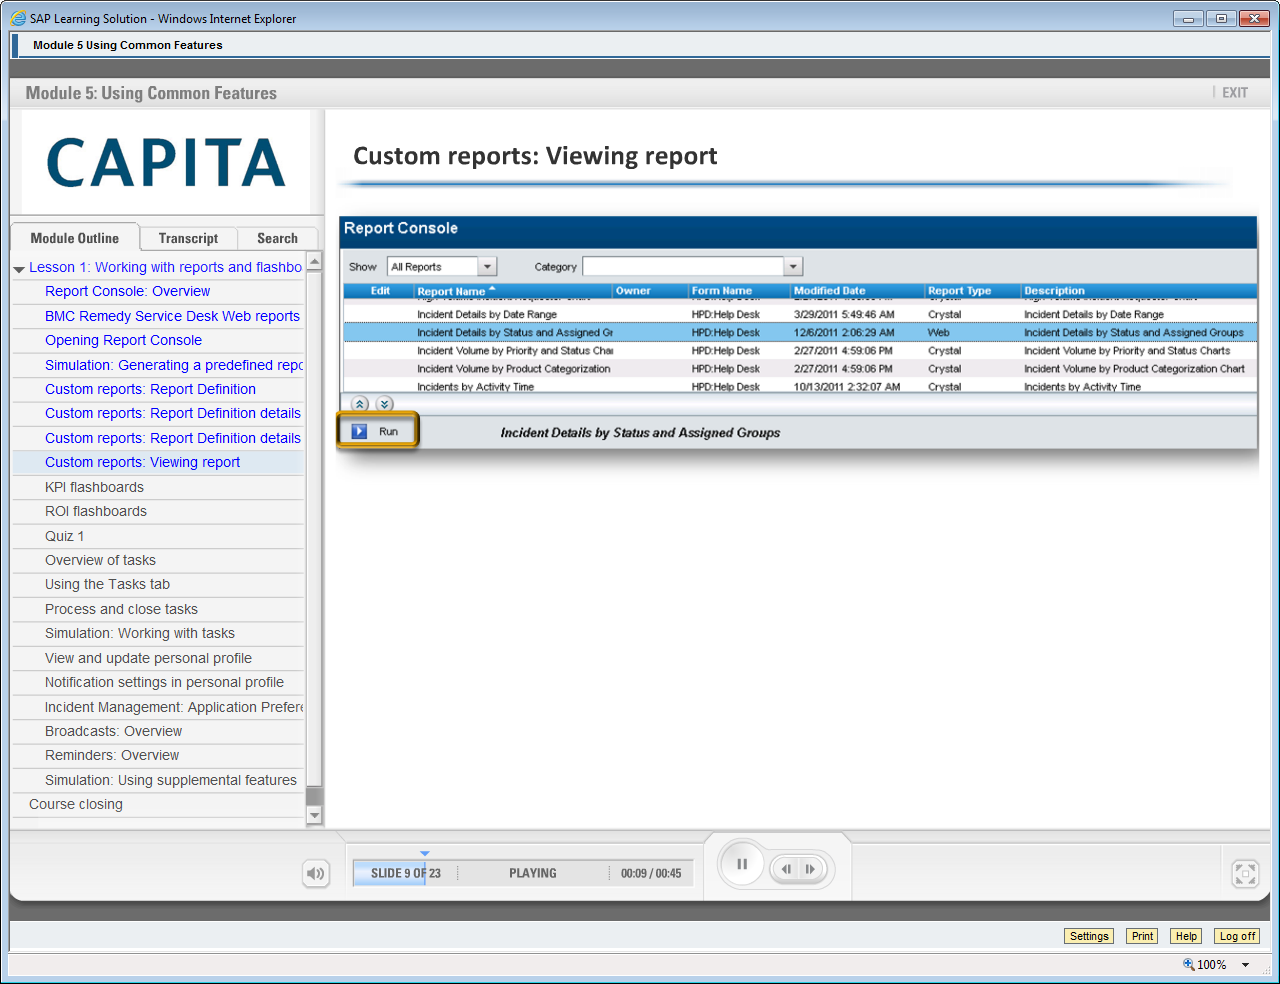 SAP Learning Solution - Windows Internet Explorer
Module 5 Using Common Features
Module 5: Using Common Features
EXIT
CAPITA
Module Outline
Transcript
Search
Lesson 1: Working with reports and flashbo
Report Console: Overview
BMC Remedy Service Desk Web reports
Opening Report Console
Simulation: Generating a predefined repo
Custom reports: Report Definition
Custom reports: Report Definition details
Custom reports: Report Definition details
Custom reports: Viewing report
KPI flashboards
ROI flashboards
Quiz 1
Overview of tasks
Using the Tasks tab
Process and close tasks
Simulation: Working with tasks
View and update personal profile
Notification settings in personal profile
Incident Management: Application Prefere
Broadcasts: Overview
Reminders: Overview
Simulation: Using supplemental features
Course closing
Custom reports: Viewing report
Report Console
Show All Reports Category
Edit Report Name Owner Form Name Modified Date Report Type Description
Incident Details by Date Range HPD:Help Desk 3/29/2011 5:49:46 AM Crystal Incident Details by Date Range
Incident Details by Status and Assigned Gr HPD:Help Desk 12/6/2011 2:06:29 AM Web Incident Details by Status and Assigned Groups
Incident Volume by Priority and Status Cha HPD:Help Desk 2/27/2011 4:59:06 PM Crystal Incident Volume by Priority and Status Charts
Incident Volume by Product Categorization HPD:Help Desk 2/27/2011 4:59:06 PM Crystal Incident Volume by Product Categorization Chart
Incidents by Activity Time HPD:Help Desk 10/13/2011 2:32:07 AM Crystal Incidents by Activity Time
Run
Incident Details by Status and Assigned Groups
SLIDE 9 OF 23
PLAYING
00:09 / 00:45
Settings
Print
Help
Log off
100%